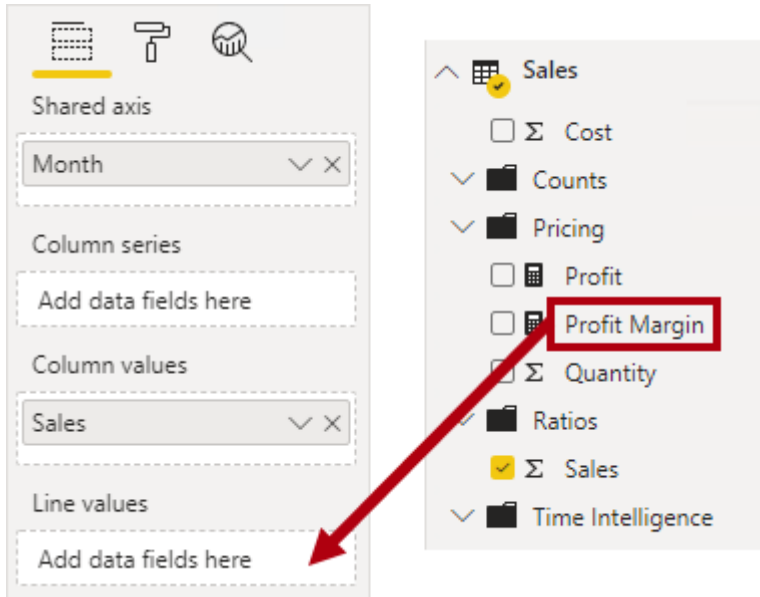 Shared axis
Month
Column series
Add data fields here
Column values
Sales
Line values
Add data fields here
Sales
Σ Cost
Counts
Pricing
Profit
Profit Margin
Σ Quantity
Ratios
Σ Sales
Time Intelligence